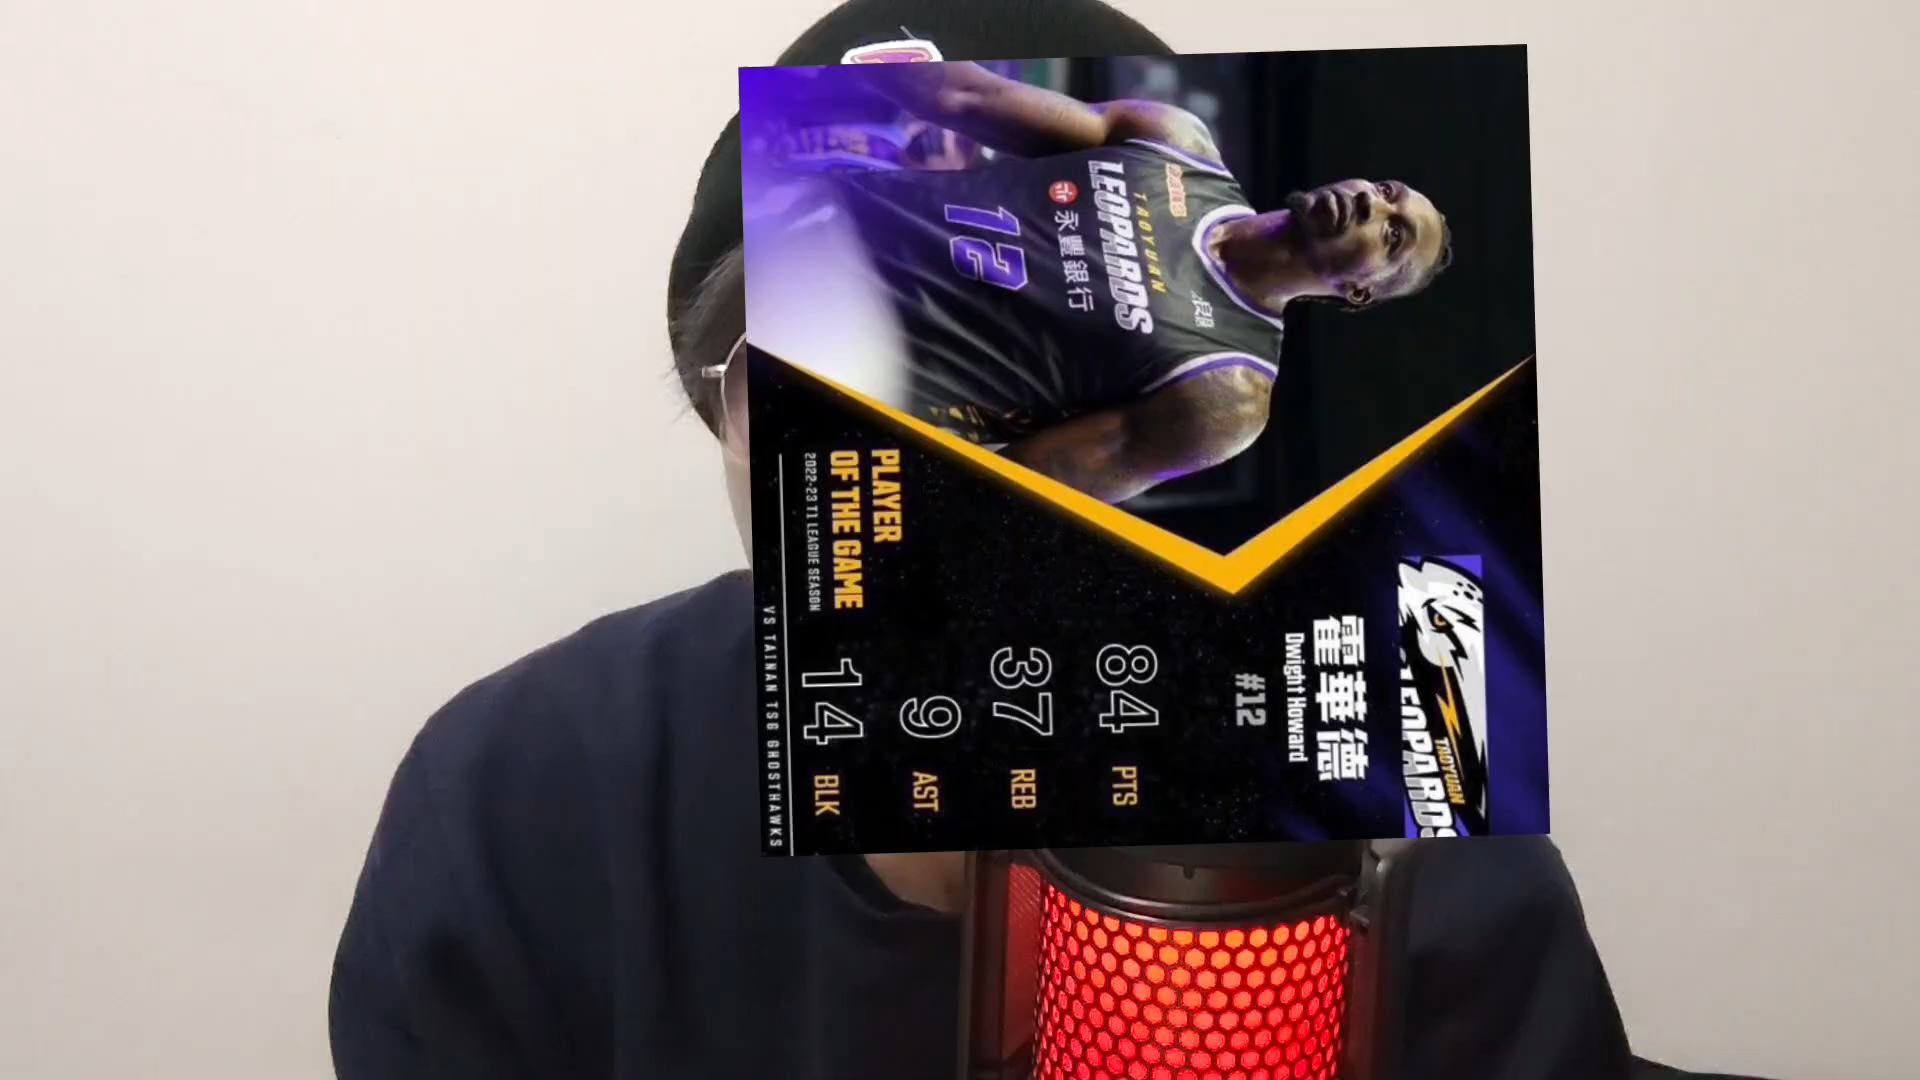 TAOYUAN
LEOPARDS
12
永豐銀行
TAOYUAN
LEOPARDS
霍華德
Dwight Howard
#12
84 PTS
37 REB
9 AST
14 BLK
PLAYER
OF THE GAME
2022-23 T1 LEAGUE SEASON
VS TAINAN TSG GHOSTHAWKS